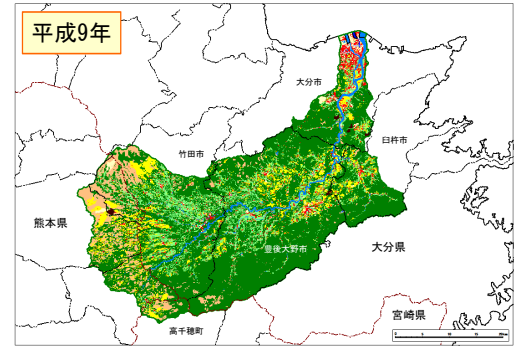 平成9年
大分市
臼杵市
竹田市
熊本県
豊後大野市
大分県
高千穂町
宮崎県